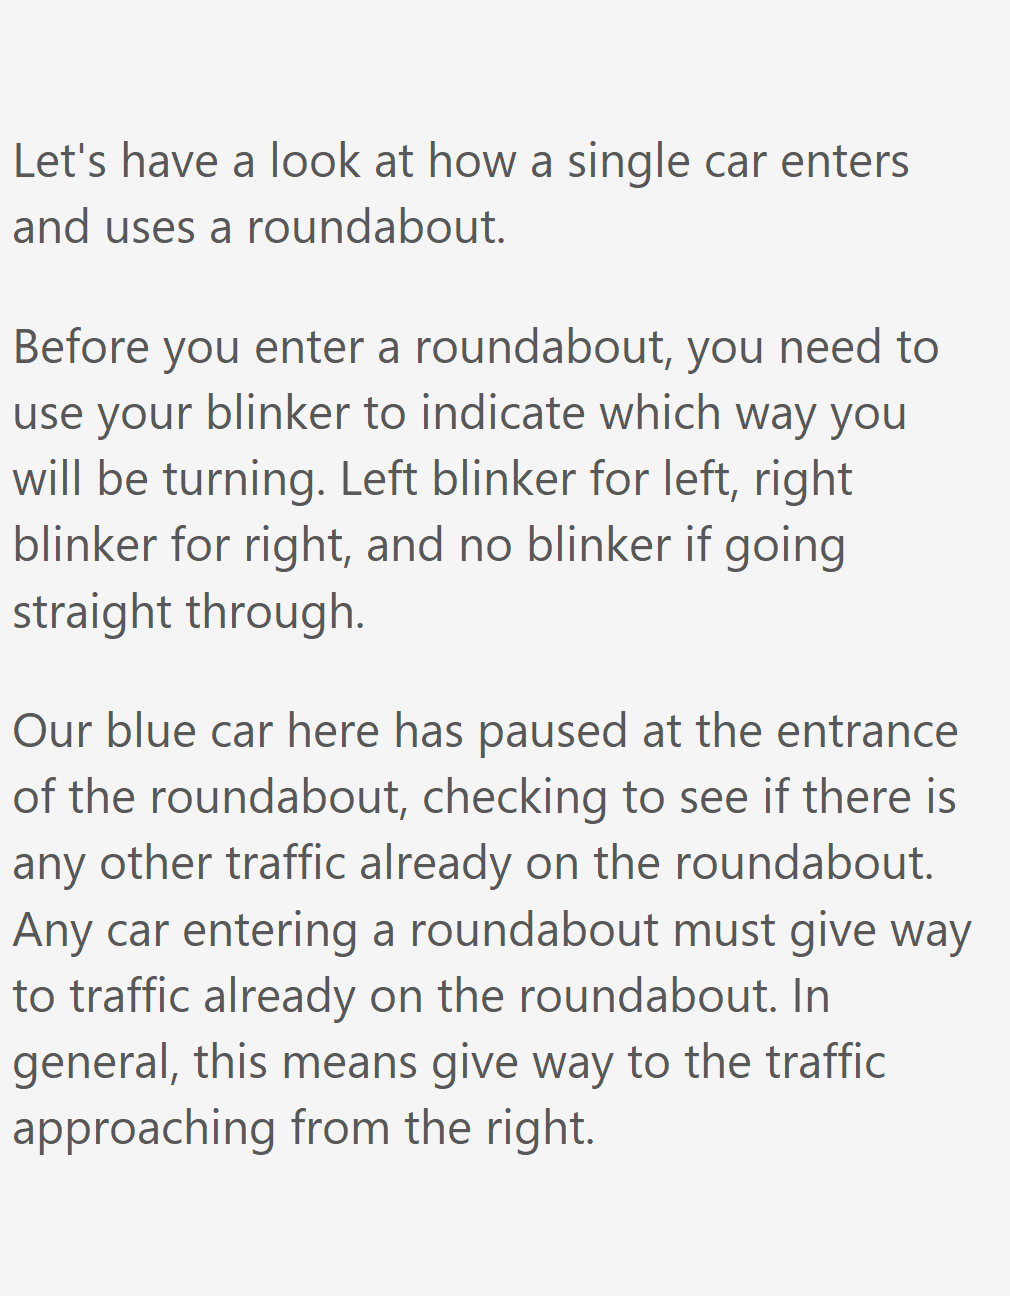 Let's have a look at how a single car enters
and uses a roundabout.
Before you enter a roundabout, you need to
use your blinker to indicate which way you
will be turning. Left blinker for left, right
blinker for right, and no blinker if going
straight through.
Our blue car here has paused at the entrance
of the roundabout, checking to see if there is
any other traffic already on the roundabout.
Any car entering a roundabout must give way
to traffic already on the roundabout. In
general, this means give way to the traffic
approaching from the right.